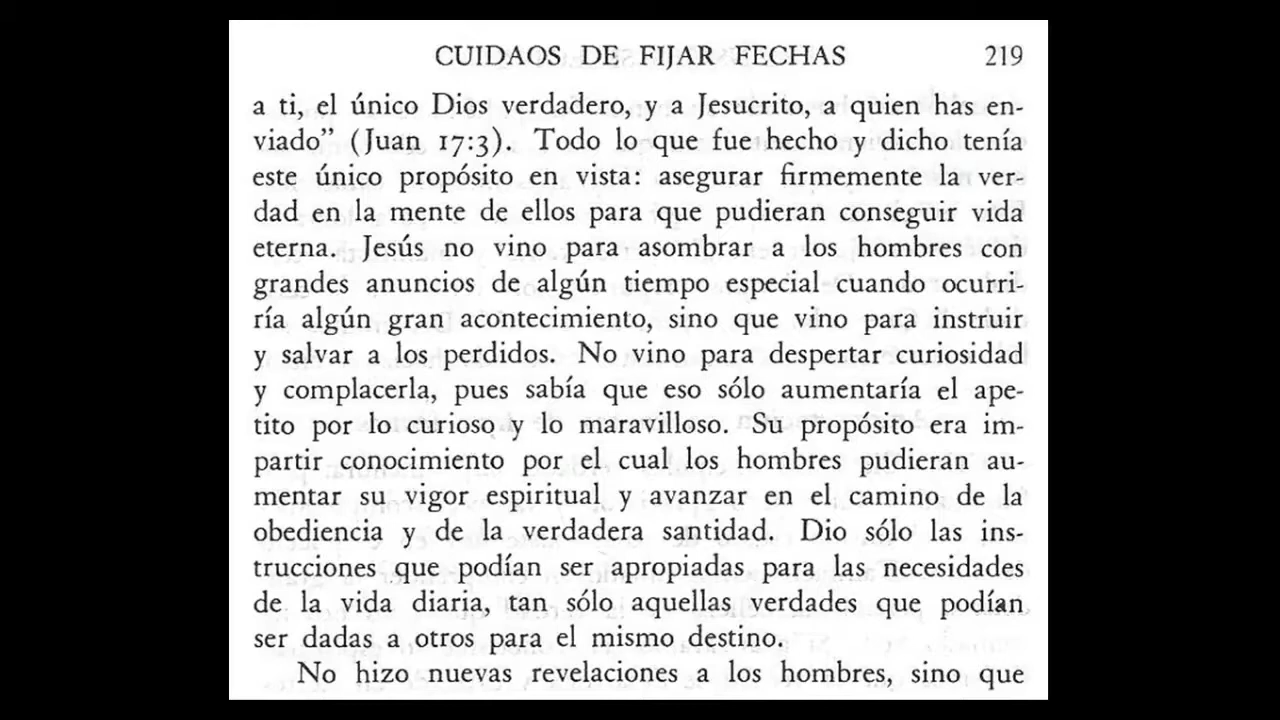 CUIDAOS DE FIJAR FECHAS 219
a ti, el único Dios verdadero, y a Jesucrito, a quien has en-
viado” (Juan 17:3). Todo lo que fue hecho y dicho tenía
este único propósito en vista: asegurar firmemente la ver-
dad en la mente de ellos para que pudieran conseguir vida
eterna. Jesús no vino para asombrar a los hombres con
grandes anuncios de algún tiempo especial cuando ocurri-
ría algún gran acontecimiento, sino que vino para instruir
y salvar a los perdidos. No vino para despertar curiosidad
y complacerla, pues sabía que eso sólo aumentaría el ape-
tito por lo curioso y lo maravilloso. Su propósito era im-
partir conocimiento por el cual los hombres pudieran au-
mentar su vigor espiritual y avanzar en el camino de la
obediencia y de la verdadera santidad. Dio sólo las ins-
trucciones que podían ser apropiadas para las necesidades
de la vida diaria, tan sólo aquellas verdades que podían
ser dadas a otros para el mismo destino.
No hizo nuevas revelaciones a los hombres, sino que